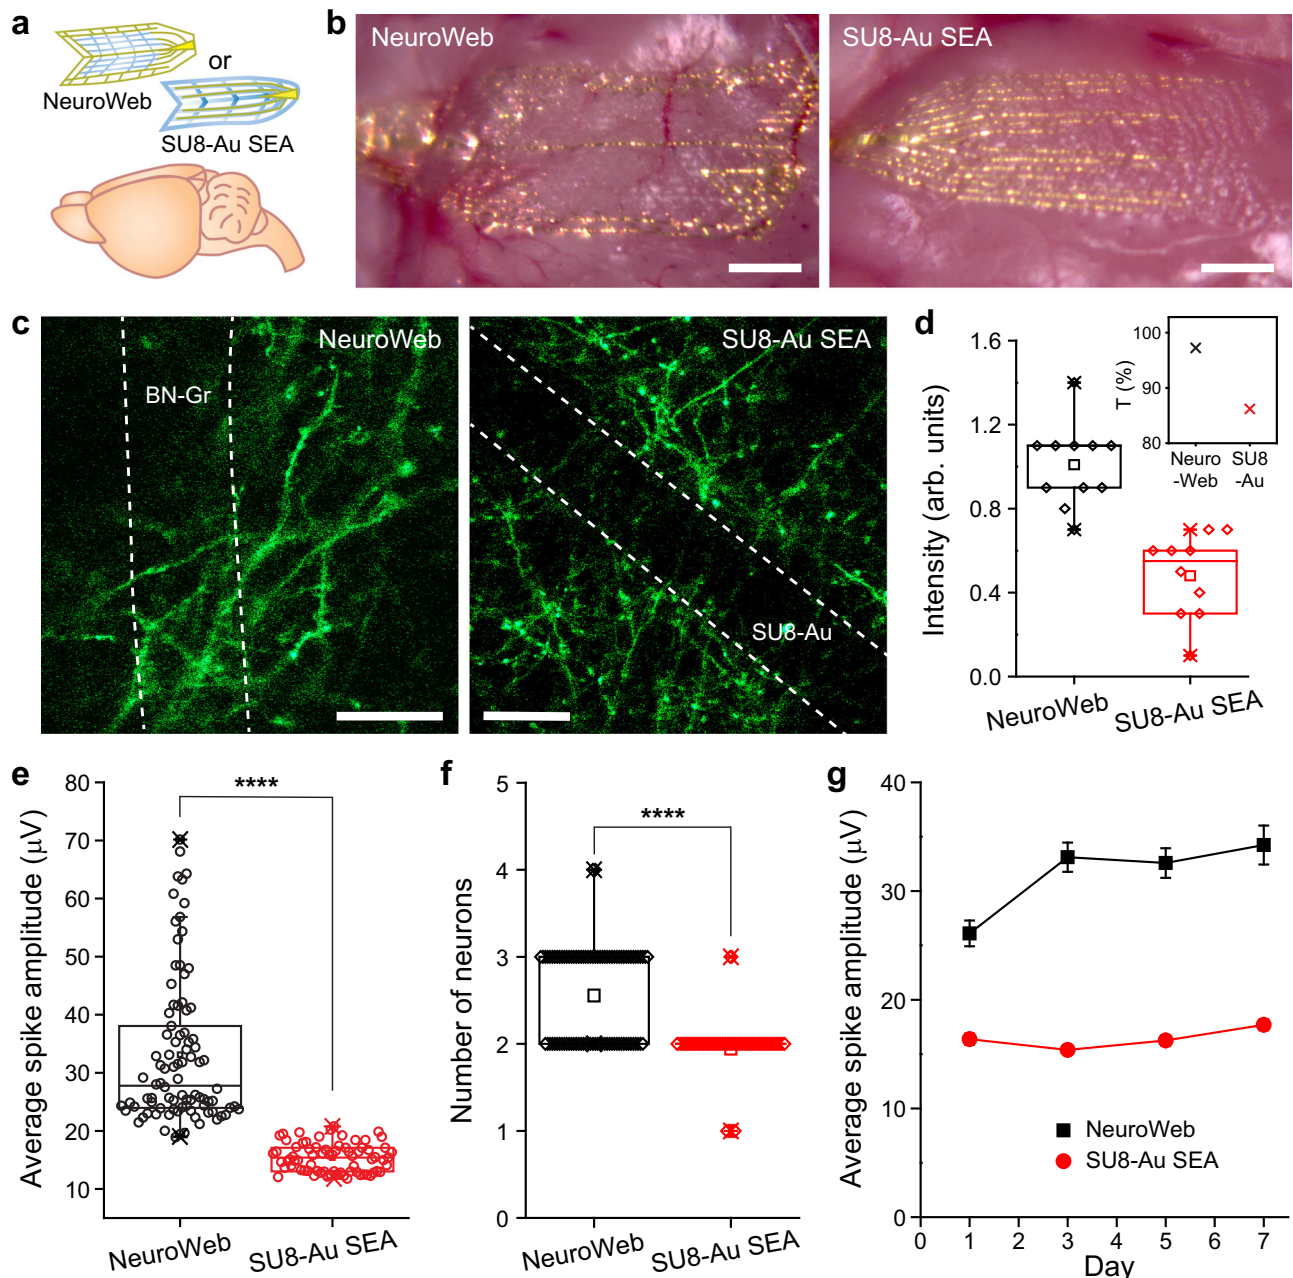 a
NeuroWeb
or
SU8-Au SEA
b
NeuroWeb
SU8-Au SEA
c
NeuroWeb
BN-Gr
SU8-Au SEA
SU8-Au
d
Intensity (arb. units)
1.6
1.2
0.8
0.4
0.0
NeuroWeb
SU8-Au SEA
T (%)
100
90
80
Neuro
-Web
SU8
-Au
e
Average spike amplitude (μV)
80
70
60
50
40
30
20
10
****
NeuroWeb
SU8-Au SEA
f
Number of neurons
5
4
3
2
1
0
****
NeuroWeb
SU8-Au SEA
g
Average spike amplitude (μV)
40
30
20
10
0
NeuroWeb
SU8-Au SEA
0 1 2 3 4 5 6 7
Day